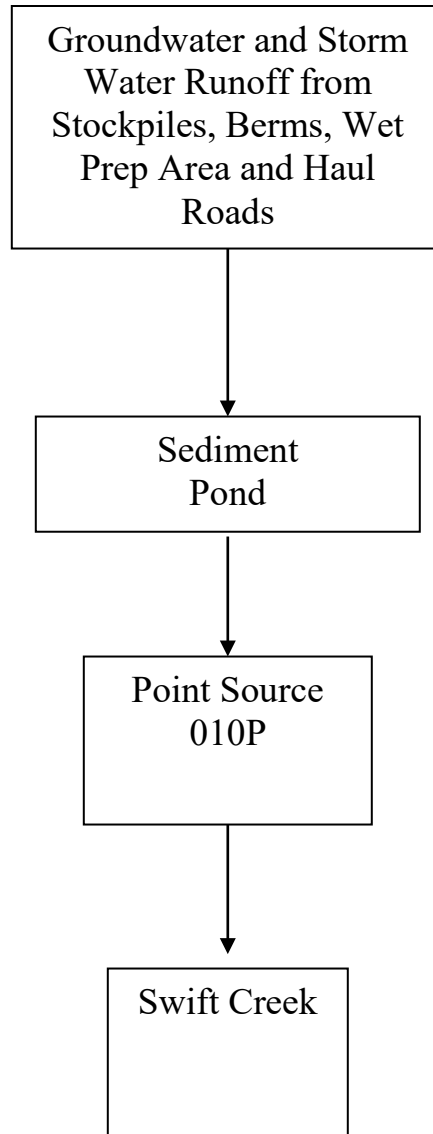 Groundwater and Storm
Water Runoff from
Stockpiles, Berms, Wet
Prep Area and Haul
Roads
Sediment
Pond
Point Source
010P
Swift Creek